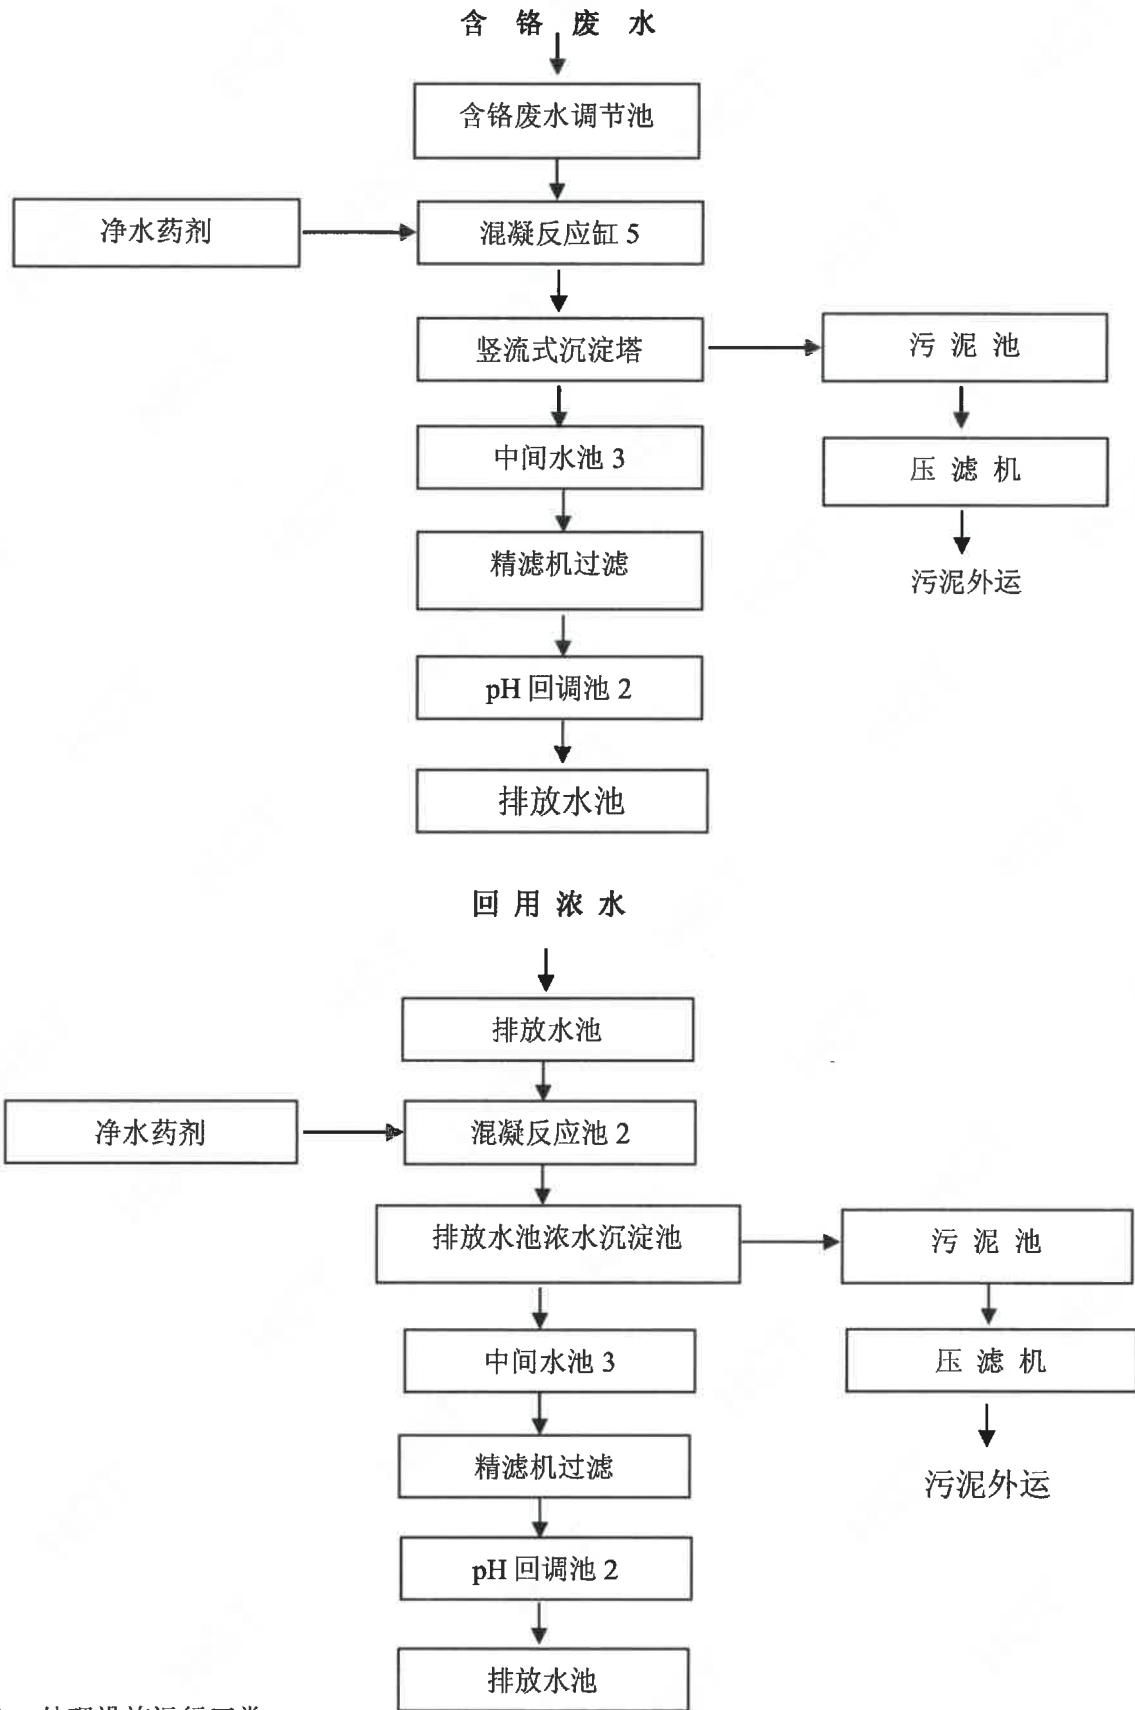 含 铬 废 水
含铬废水调节池
净水药剂
混凝反应缸 5
竖流式沉淀塔
污 泥 池
中间水池 3
压 滤 机
精滤机过滤
污泥外运
pH 回调池 2
排放水池
回 用 浓 水
排放水池
净水药剂
混凝反应池 2
排放水池浓水沉淀池
污 泥 池
中间水池 3
压 滤 机
精滤机过滤
污泥外运
pH 回调池 2
排放水池